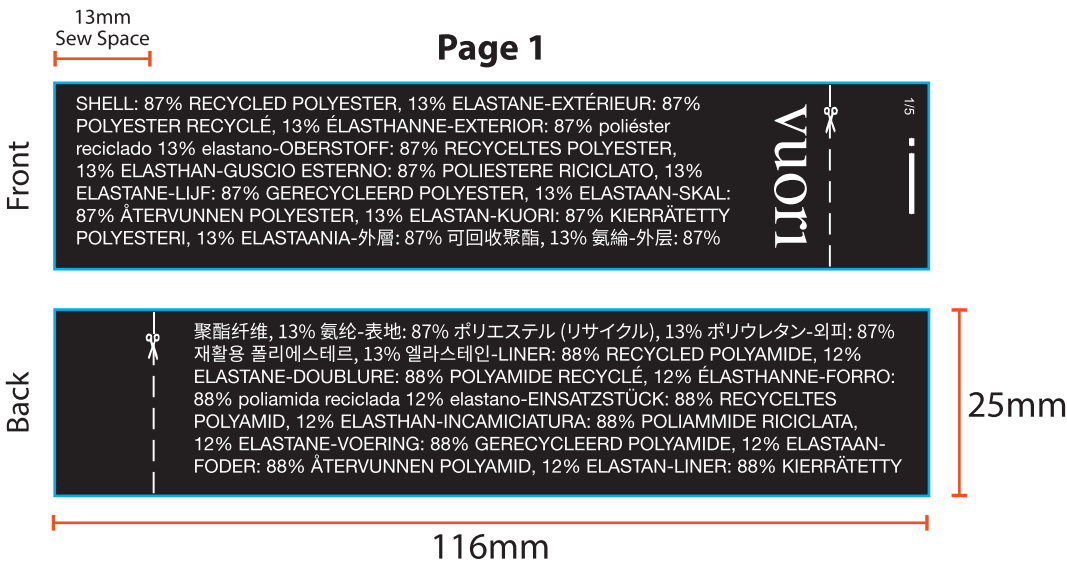 13mm
Sew Space
Page 1
Front
SHELL: 87% RECYCLED POLYESTER, 13% ELASTANE-EXTÉRIEUR: 87%
POLYESTER RECYCLÉ, 13% ÉLASTHANNE-EXTERIOR: 87% poliéster
reciclado 13% elastano-OBERSTOFF: 87% RECYCELTES POLYESTER,
13% ELASTHAN-GUSCIO ESTERNO: 87% POLIESTERE RICICLATO, 13%
ELASTANE-LIJF: 87% GERECYCLEERD POLYESTER, 13% ELASTAAN-SKAL:
87% ÅTERVUNNEN POLYESTER, 13% ELASTAN-KUORI: 87% KIERRÄTETTY
POLYESTERI, 13% ELASTAANIA-外層: 87% 可回收聚酯, 13% 氨綸-外层: 87%
vuori
1/5
Back
聚酯纤维, 13% 氨纶-表地: 87% ポリエステル (リサイクル), 13% ポリウレタン-외피: 87%
재활용 폴리에스테르, 13% 엘라스테인-LINER: 88% RECYCLED POLYAMIDE, 12%
ELASTANE-DOUBLURE: 88% POLYAMIDE RECYCLÉ, 12% ÉLASTHANNE-FORRO:
88% poliamida reciclada 12% elastano-EINSATZSTÜCK: 88% RECYCELTES
POLYAMID, 12% ELASTHAN-INCAMICIATURA: 88% POLIAMMIDE RICICLATA,
12% ELASTANE-VOERING: 88% GERECYCLEERD POLYAMIDE, 12% ELASTAAN-
FODER: 88% ÅTERVUNNEN POLYAMID, 12% ELASTAN-LINER: 88% KIERRÄTETTY
25mm
116mm